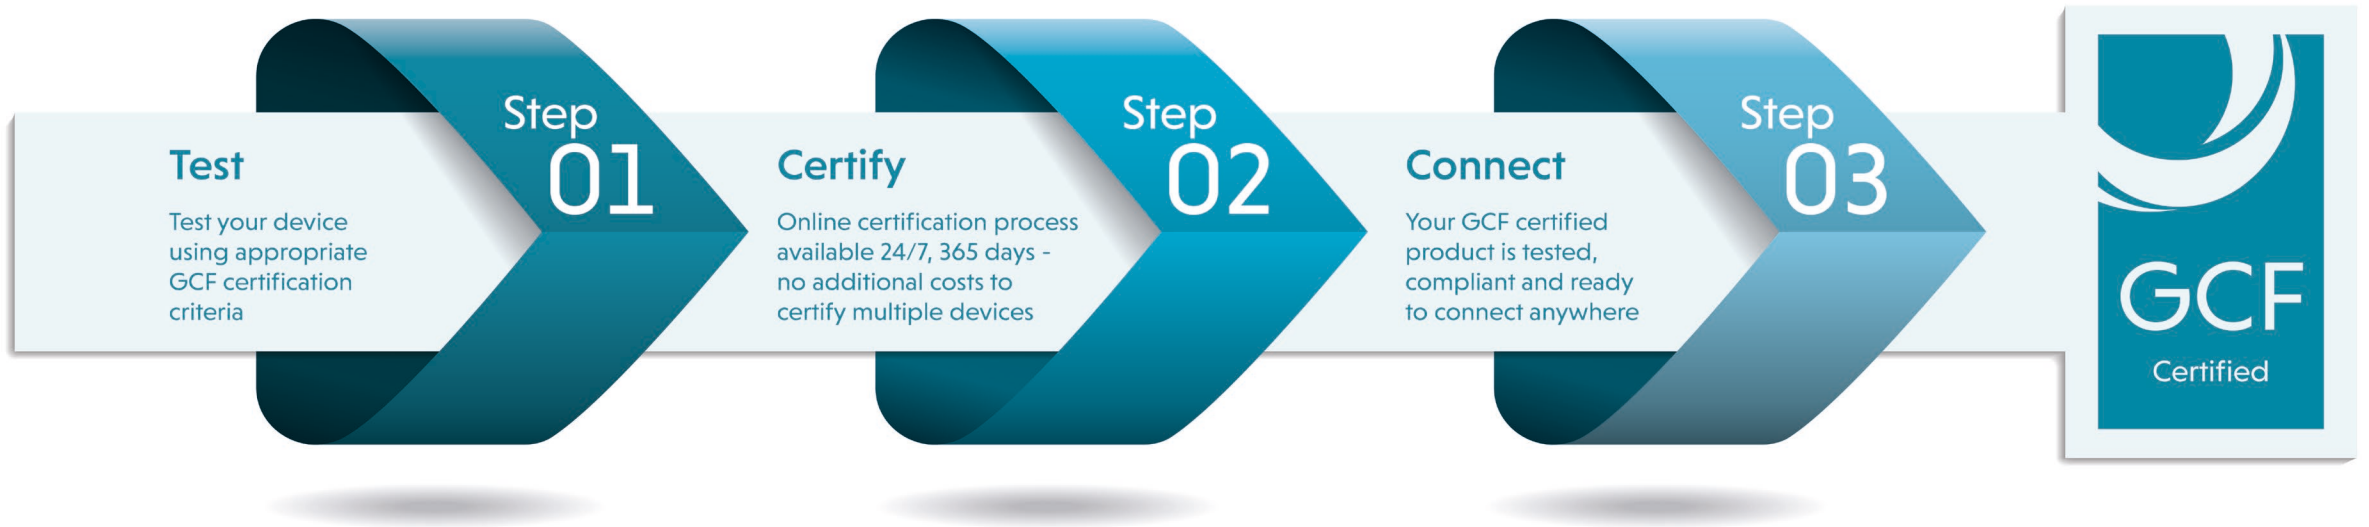 Test
Test your device
using appropriate
GCF certification
criteria
Step
01
Certify
Online certification process
available 24/7, 365 days -
no additional costs to
certify multiple devices
Step
02
Connect
Your GCF certified
product is tested,
compliant and ready
to connect anywhere
Step
03
GCF
Certified